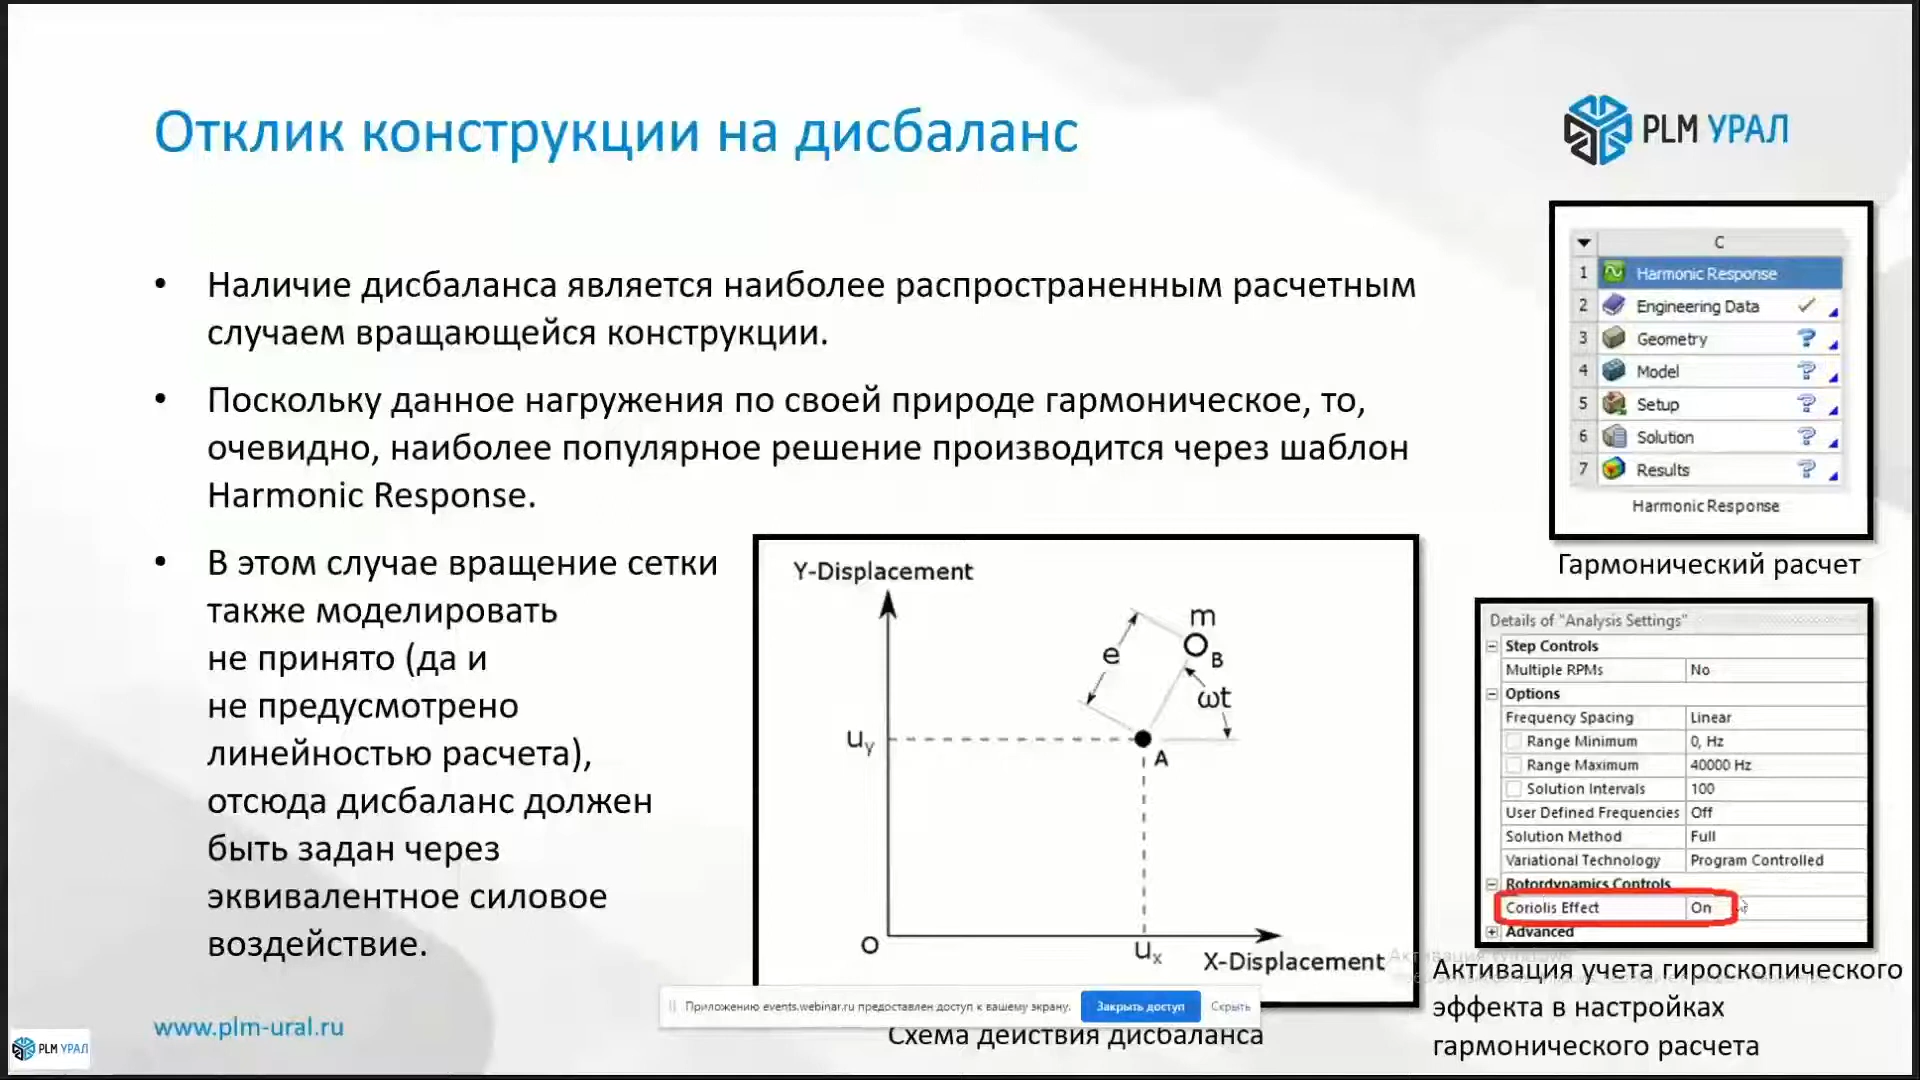 Отклик конструкции на дисбаланс
PLM УРАЛ
• Наличие дисбаланса является наиболее распространенным расчетным
случаем вращающейся конструкции.
• Поскольку данное нагружения по своей природе гармоническое, то,
очевидно, наиболее популярное решение производится через шаблон
Harmonic Response.
• В этом случае вращение сетки
также моделировать
не принято (да и
не предусмотрено
линейностью расчета),
отсюда дисбаланс должен
быть задан через
эквивалентное силовое
воздействие.
Y-Displacement
m
e
B
ωt
uy
A
O
ux
X-Displacement
Схема действия дисбаланса
C
1 Harmonic Response
2 Engineering Data
3 Geometry
4 Model
5 Setup
6 Solution
7 Results
Harmonic Response
Гармонический расчет
Details of "Analysis Settings"
Step Controls
Multiple RPMs No
Options
Frequency Spacing Linear
Range Minimum 0, Hz
Range Maximum 40000 Hz
Solution Intervals 100
User Defined Frequencies Off
Solution Method Full
Variational Technology Program Controlled
Rotordynamics Controls
Coriolis Effect On
Advanced
Активация учета гироскопического
эффекта в настройках
гармонического расчета
Приложению events.webinar.ru предоставлен доступ к вашему экрану. Закрыть доступ Скрыть
www.plm-ural.ru
PLM УРАЛ